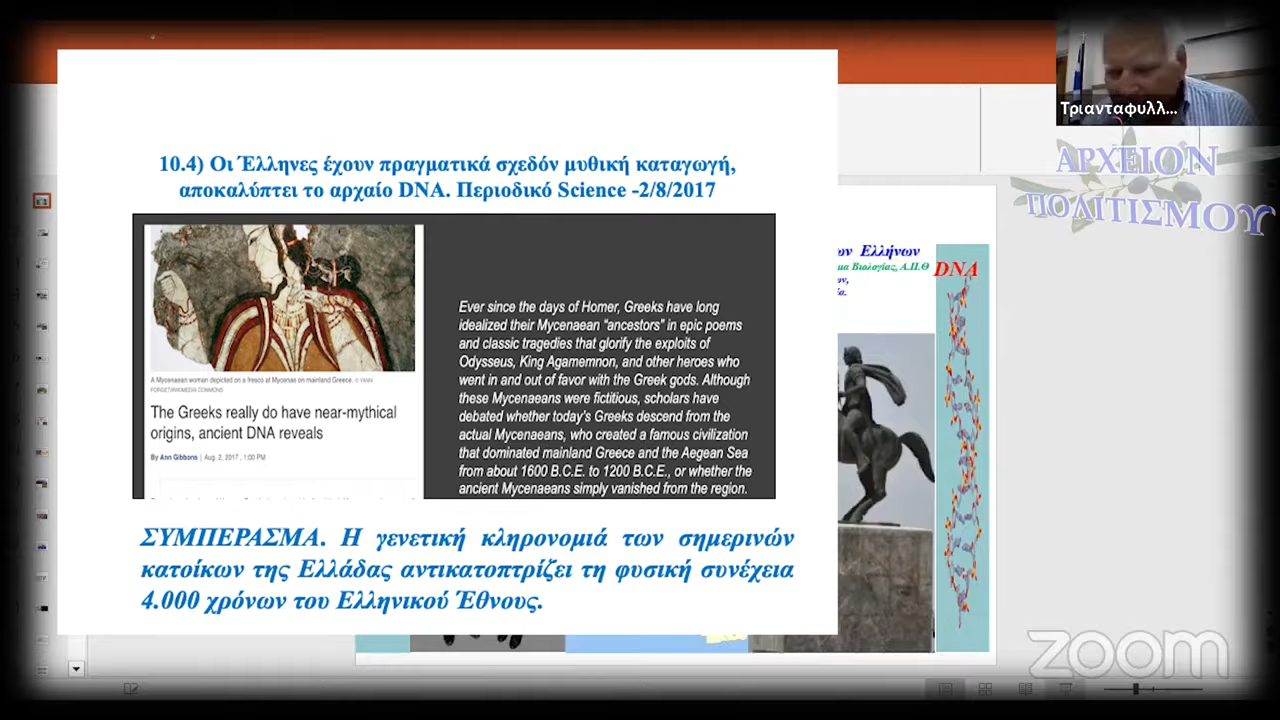 Τριανταφυλλ...
ΑΡΧΕΙΟΝ
ΠΟΛΙΤΙΣΜΟΥ
10.4) Οι Έλληνες έχουν πραγματικά σχεδόν μυθική καταγωγή,
αποκαλύπτει το αρχαίο DNA. Περιοδικό Science -2/8/2017
A Mycenaean woman depicted on a fresco at Mycenae on mainland Greece.
The Greeks really do have near-mythical
origins, ancient DNA reveals
By Ann Gibbons | Aug. 2, 2017 , 1:00 PM
Ever since the days of Homer, Greeks have long
idealized their Mycenaean “ancestors” in epic poems
and classic tragedies that glorify the exploits of
Odysseus, King Agamemnon, and other heroes who
went in and out of favor with the Greek gods. Although
these Mycenaeans were fictitious, scholars have
debated whether today's Greeks descend from the
actual Mycenaeans, who created a famous civilization
that dominated mainland Greece and the Aegean Sea
from about 1600 B.C.E. to 1200 B.C.E., or whether the
ancient Mycenaeans simply vanished from the region.
ΣΥΜΠΕΡΑΣΜΑ. Η γενετική κληρονομιά των σημερινών
κατοίκων της Ελλάδας αντικατοπτρίζει τη φυσική συνέχεια
4.000 χρόνων του Ελληνικού Έθνους.
ων Ελλήνων
μα Βιολογίας, Α.Π.Θ
ων,
ία.
DNA
zoom